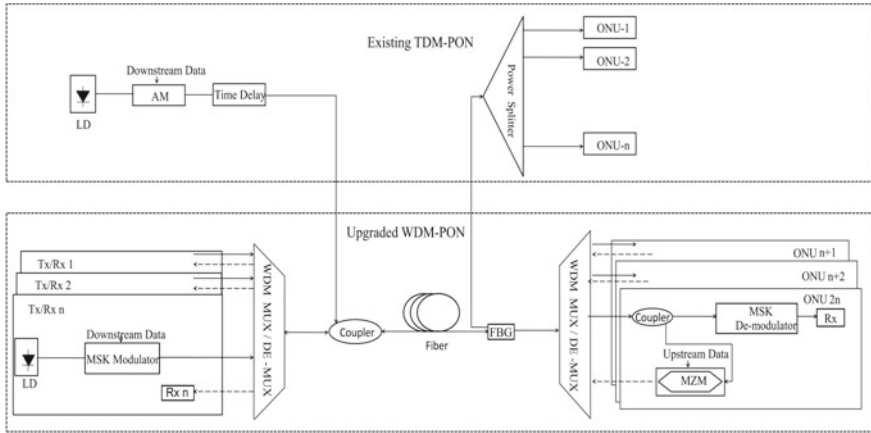 Existing TDM-PON
ONU-1
ONU-2
ONU-n
Power Splitter
Downstream Data
AM
Time Delay
LD
Upgraded WDM-PON
Tx/Rx 1
Tx/Rx 2
Tx/Rx n
Downstream Data
MSK Modulator
LD
Rx n
WDM MUX / DE-MUX
Coupler
Fiber
FBG
WDM MUX / DE-MUX
ONU n+1
ONU n+2
ONU 2n
Coupler
MSK
De-modulator
Rx
Upstream Data
MZM